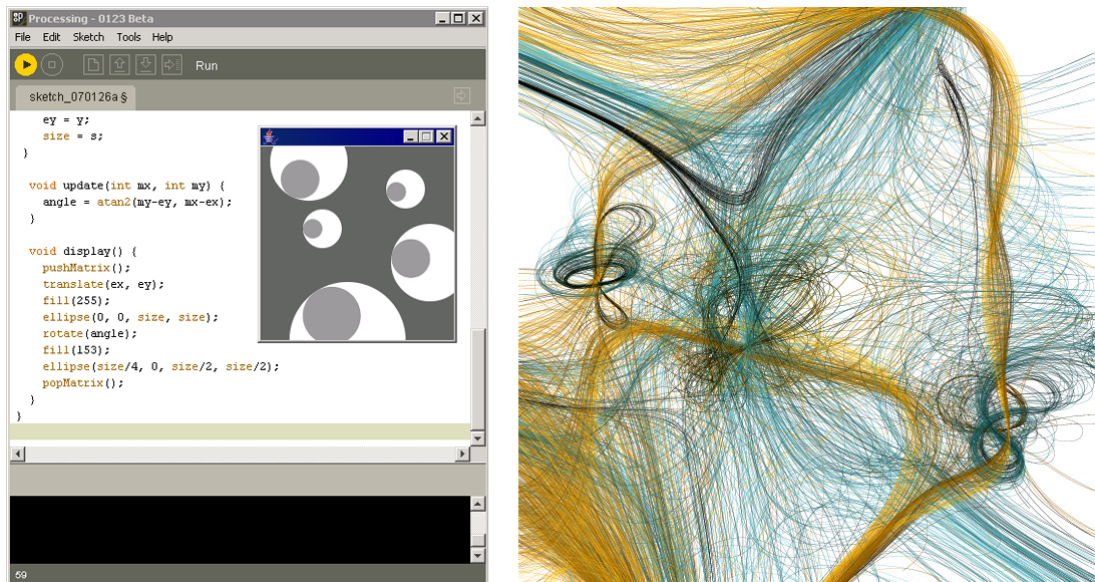 Processing - 0123 Beta
File Edit Sketch Tools Help
Run
sketch_070126a §
ey = y;
size = s;
}
void update(int mx, int my) {
angle = atan2(my-ey, mx-ex);
}
void display() {
pushMatrix();
translate(ex, ey);
fill(255);
ellipse(0, 0, size, size);
rotate(angle);
fill(153);
ellipse(size/4, 0, size/2, size/2);
popMatrix();
}
}
59